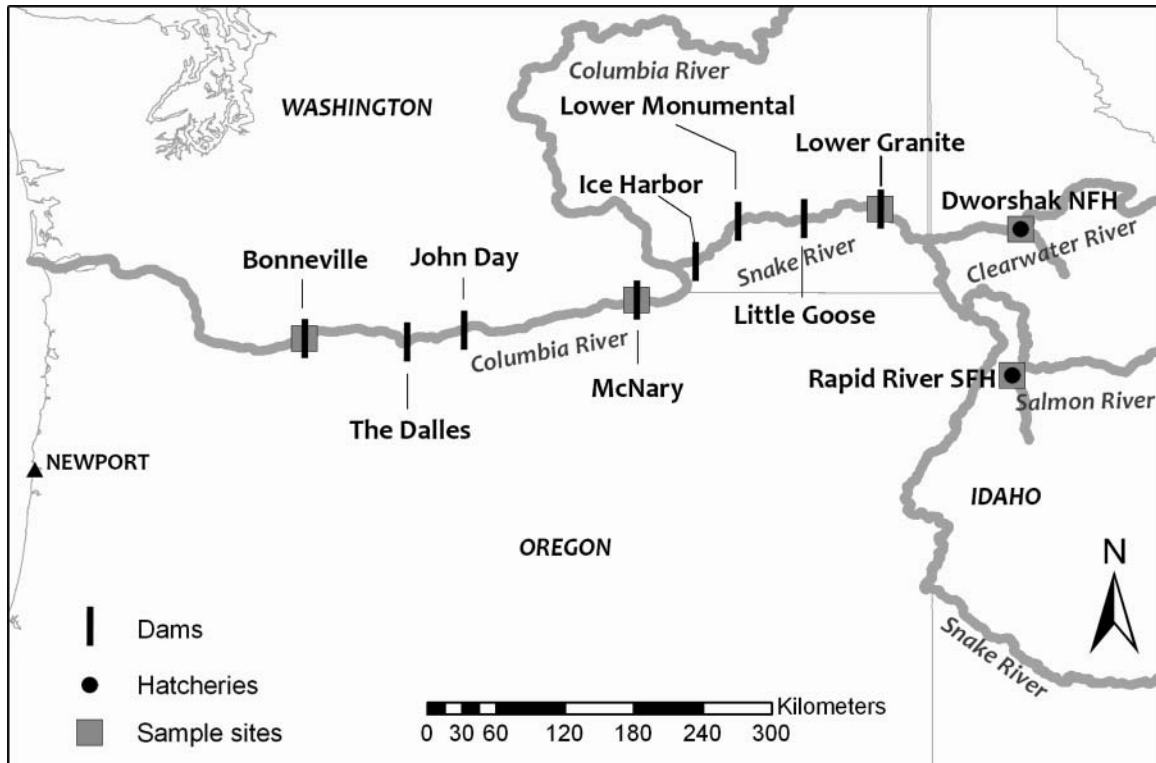 Columbia River
WASHINGTON
Lower Monumental
Lower Granite
Ice Harbor
Dworshak NFH
Bonneville
John Day
Snake River
Clearwater River
Little Goose
Columbia River
McNary
Rapid River SFH
Salmon River
The Dalles
NEWPORT
IDAHO
OREGON
N
Snake River
Dams
Hatcheries
Sample sites
Kilometers
0 30 60 120 180 240 300